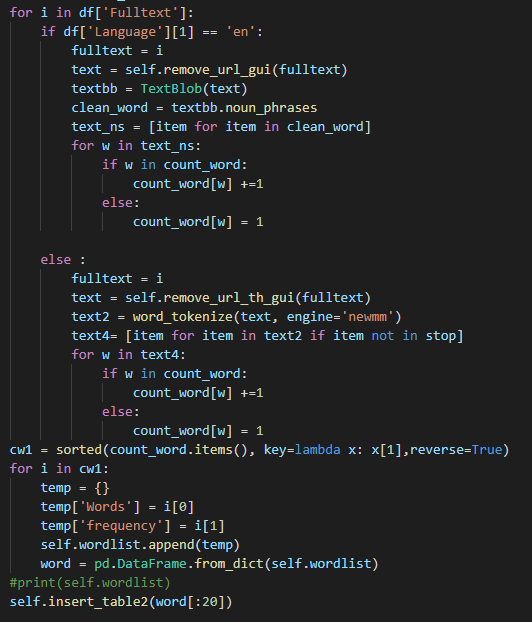 for i in df['Fulltext']:
    if df['Language'][1] == 'en':
        fulltext = i
        text = self.remove_url_gui(fulltext)
        textbb = TextBlob(text)
        clean_word = textbb.noun_phrases
        text_ns = [item for item in clean_word]
        for w in text_ns:
            if w in count_word:
                count_word[w] +=1
            else:
                count_word[w] = 1
    else :
        fulltext = i
        text = self.remove_url_th_gui(fulltext)
        text2 = word_tokenize(text, engine='newmm')
        text4= [item for item in text2 if item not in stop]
        for w in text4:
            if w in count_word:
                count_word[w] +=1
            else:
                count_word[w] = 1
cw1 = sorted(count_word.items(), key=lambda x: x[1],reverse=True)
for i in cw1:
    temp = {}
    temp['Words'] = i[0]
    temp['frequency'] = i[1]
    self.wordlist.append(temp)
    word = pd.DataFrame.from_dict(self.wordlist)
#print(self.wordlist)
self.insert_table2(word[:20])